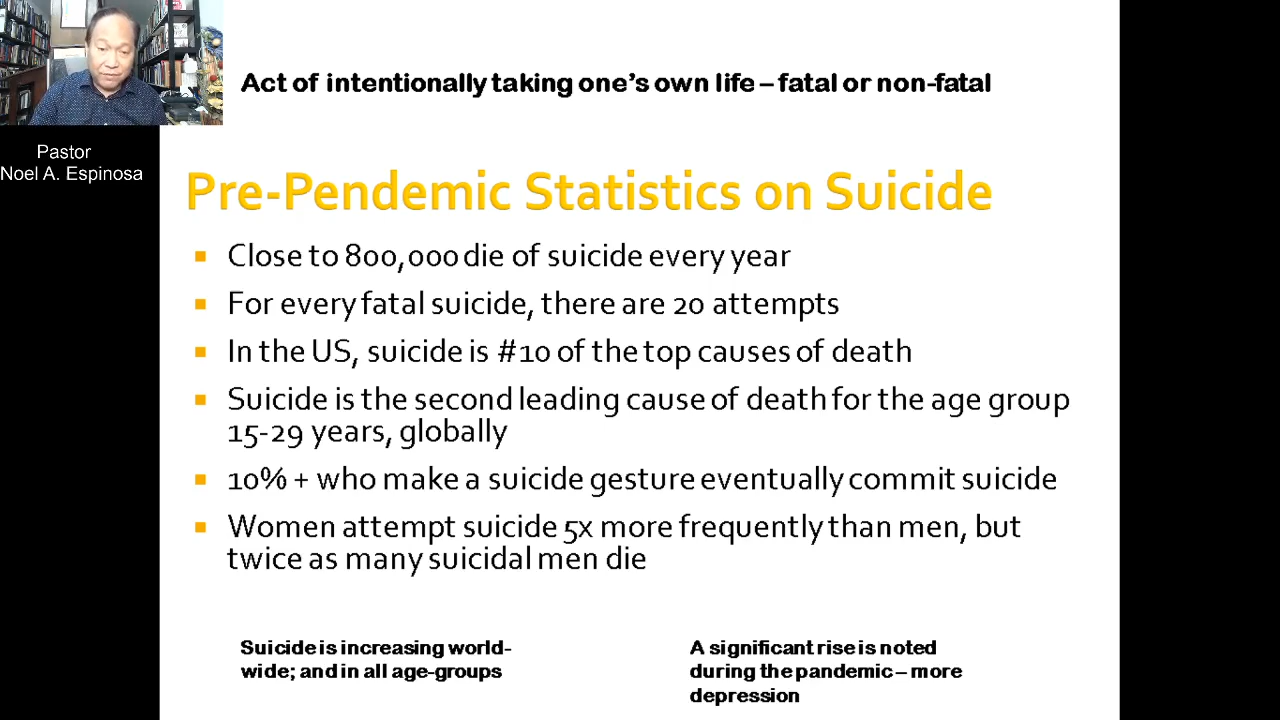 Act of intentionally taking one's own life – fatal or non-fatal
Pastor
Noel A. Espinosa
Pre-Pendemic Statistics on Suicide
Close to 800,000 die of suicide every year
For every fatal suicide, there are 20 attempts
In the US, suicide is #10 of the top causes of death
Suicide is the second leading cause of death for the age group
15-29 years, globally
10% + who make a suicide gesture eventually commit suicide
Women attempt suicide 5x more frequently than men, but
twice as many suicidal men die
Suicide is increasing world-
wide; and in all age-groups
A significant rise is noted
during the pandemic – more
depression